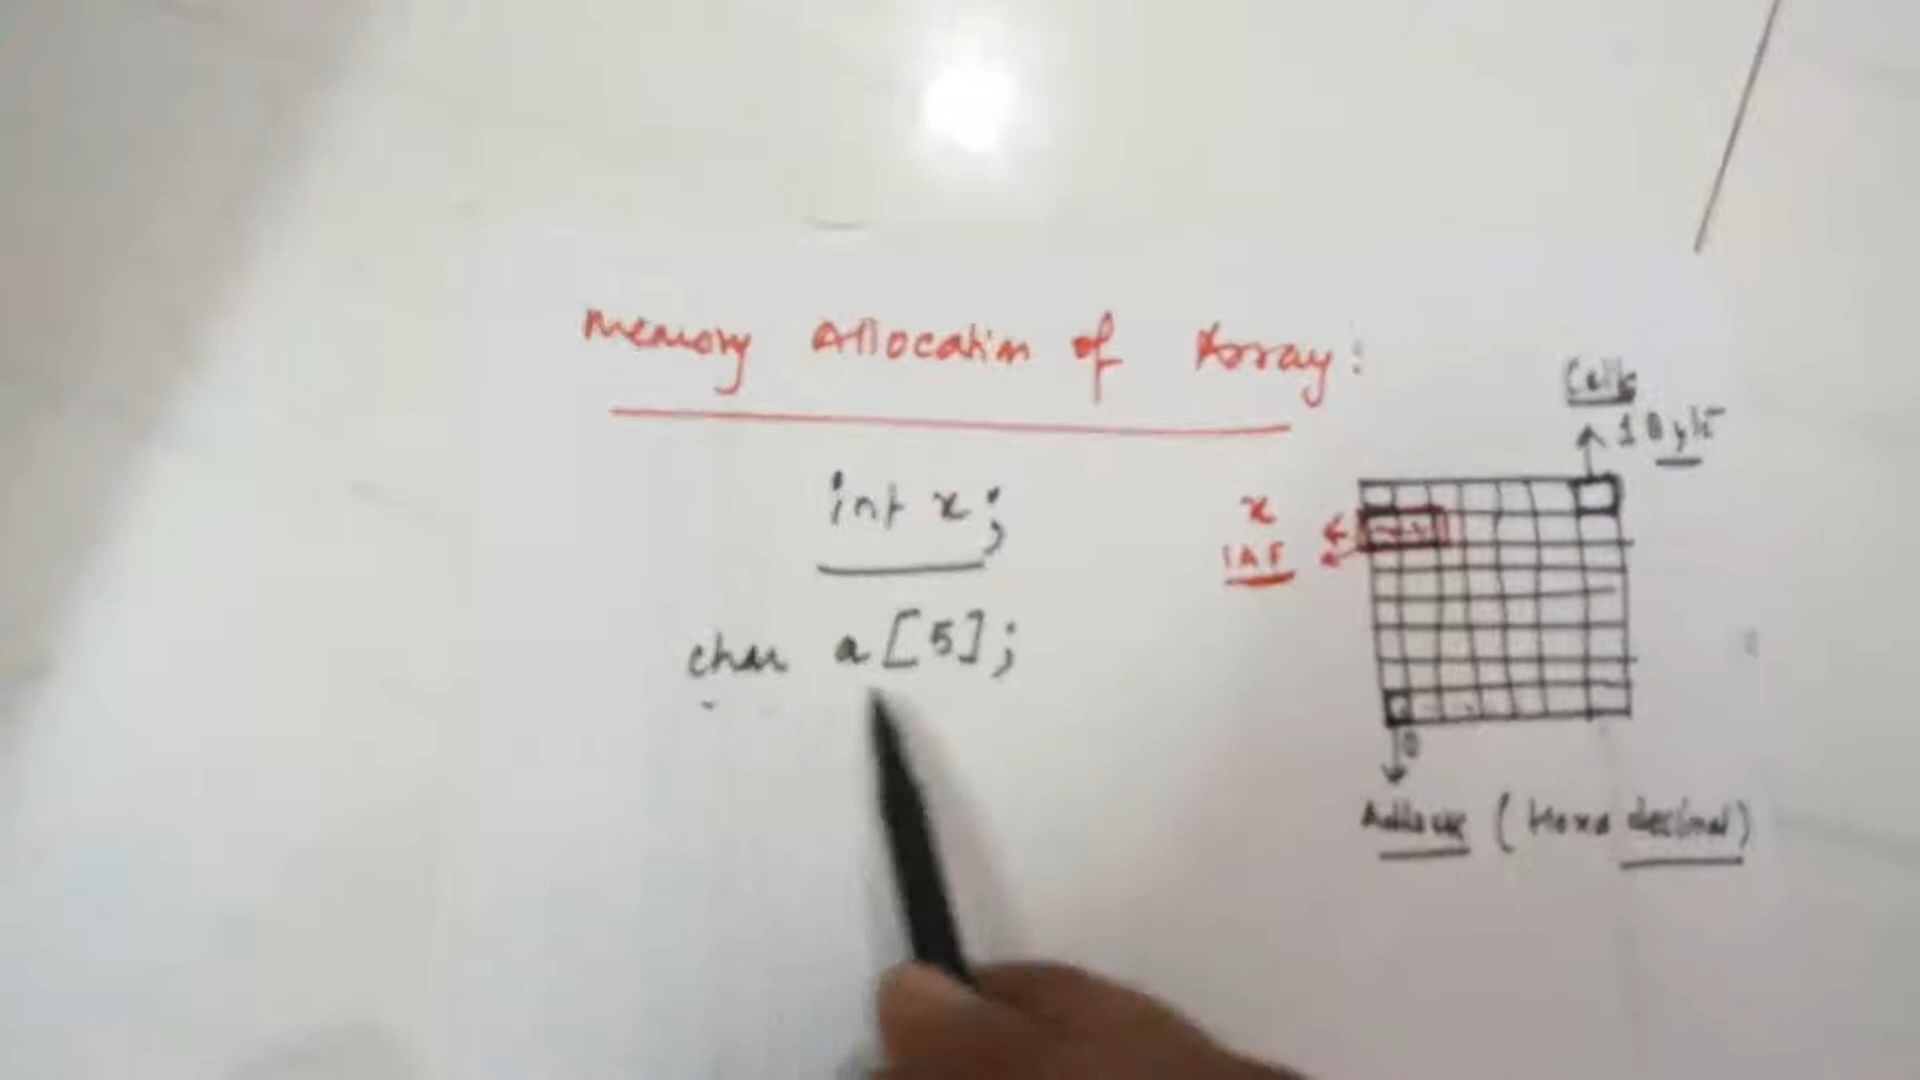 Memory Allocation of Array:
int x;
char a[5];
Cells
1 Byte
x
1AF
0
Address (Hexa decimal)